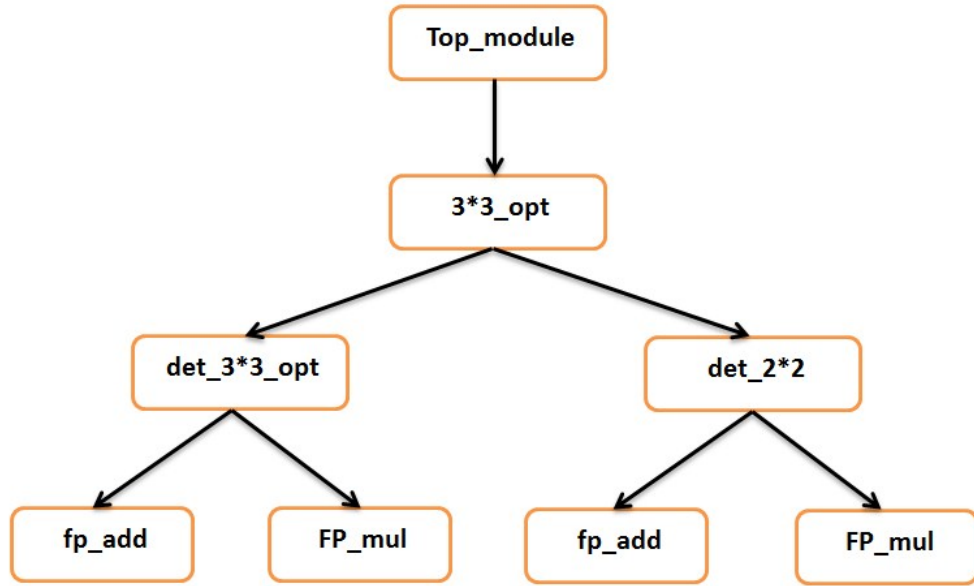 Top_module
3*3_opt
det_3*3_opt
det_2*2
fp_add
FP_mul
fp_add
FP_mul